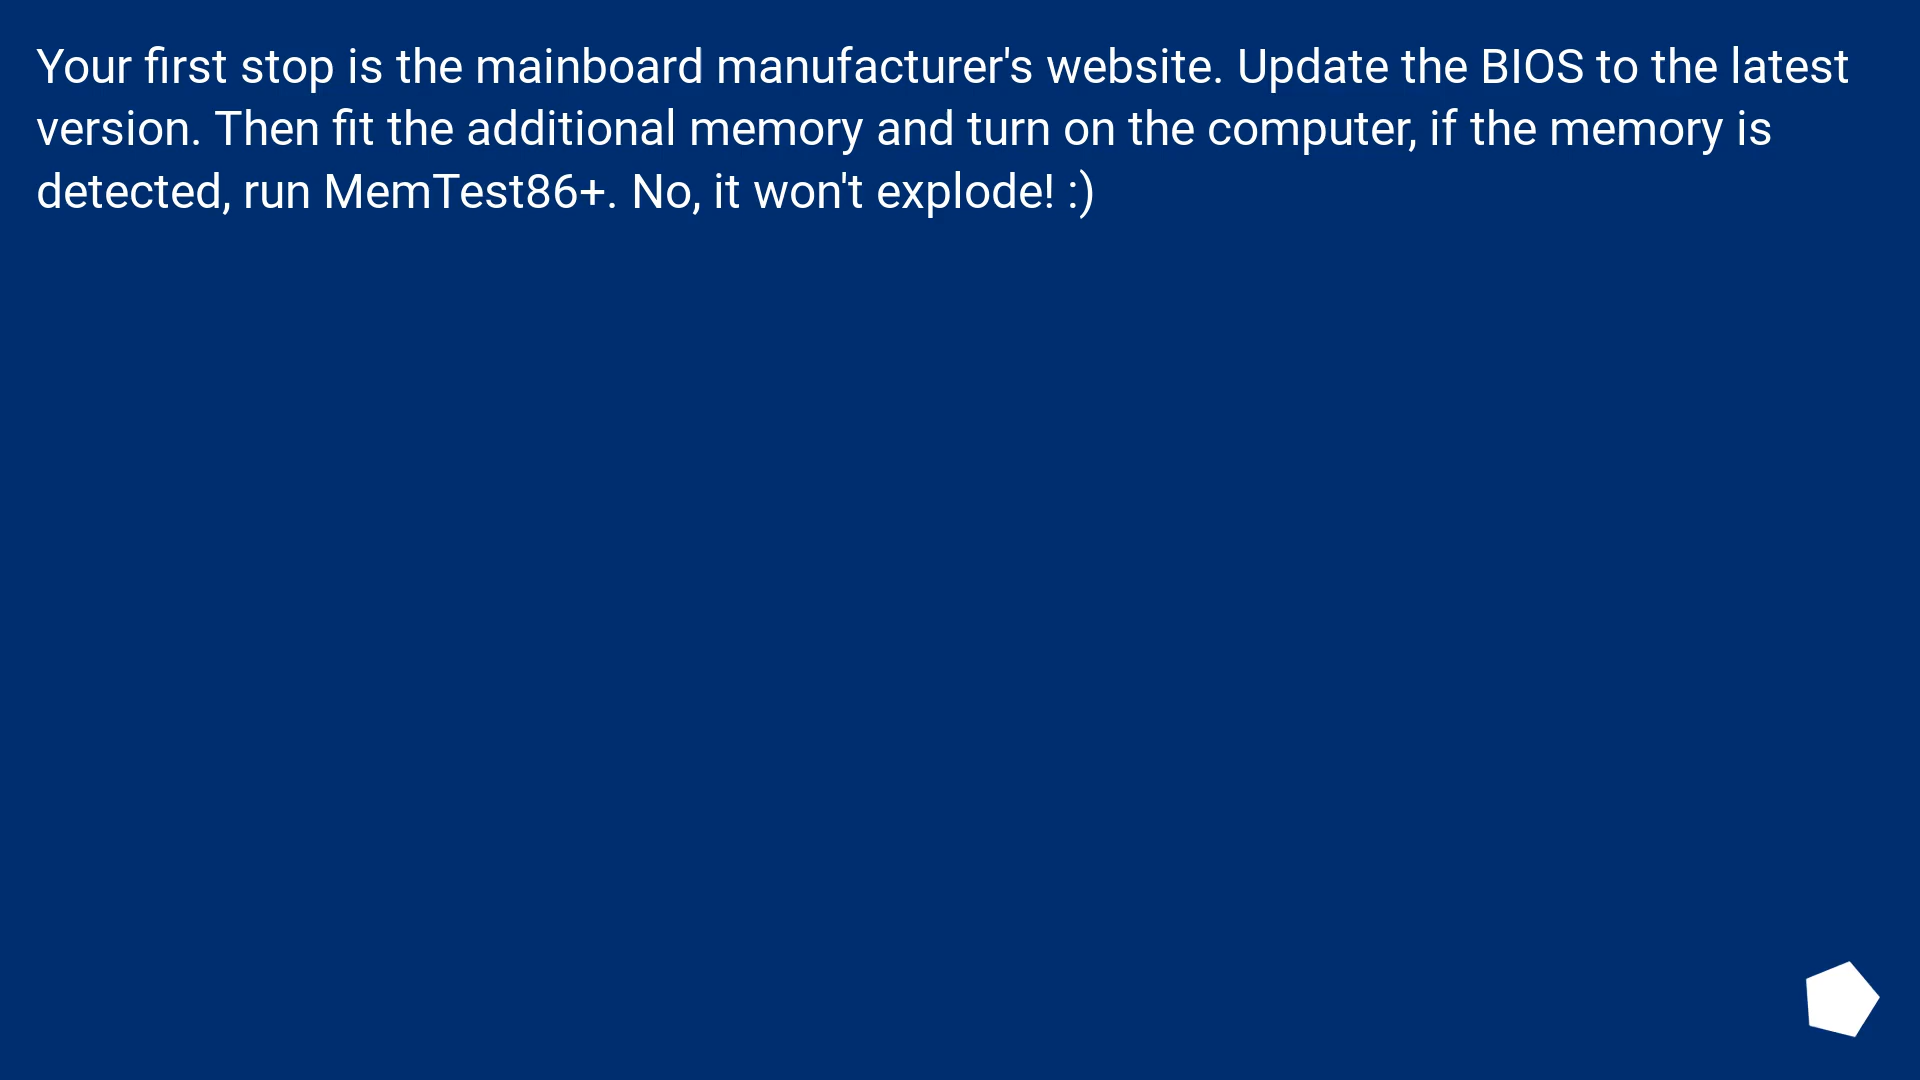 Your first stop is the mainboard manufacturer's website. Update the BIOS to the latest
version. Then fit the additional memory and turn on the computer, if the memory is
detected, run MemTest86+. No, it won't explode! :)